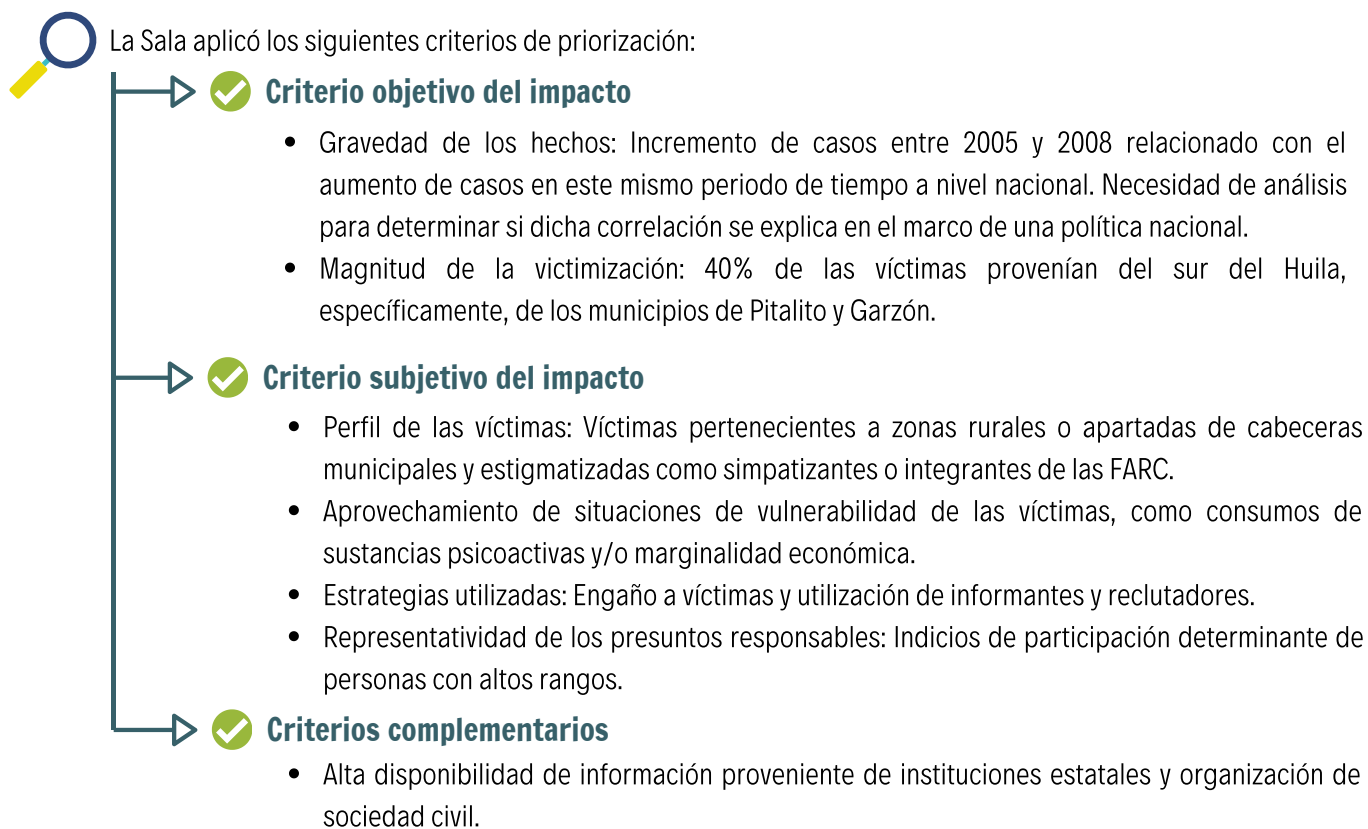 La Sala aplicó los siguientes criterios de priorización:
Criterio objetivo del impacto
• Gravedad de los hechos: Incremento de casos entre 2005 y 2008 relacionado con el
aumento de casos en este mismo periodo de tiempo a nivel nacional. Necesidad de análisis
para determinar si dicha correlación se explica en el marco de una política nacional.
• Magnitud de la victimización: 40% de las víctimas provenían del sur del Huila,
específicamente, de los municipios de Pitalito y Garzón.
Criterio subjetivo del impacto
• Perfil de las víctimas: Víctimas pertenecientes a zonas rurales o apartadas de cabeceras
municipales y estigmatizadas como simpatizantes o integrantes de las FARC.
• Aprovechamiento de situaciones de vulnerabilidad de las víctimas, como consumos de
sustancias psicoactivas y/o marginalidad económica.
• Estrategias utilizadas: Engaño a víctimas y utilización de informantes y reclutadores.
• Representatividad de los presuntos responsables: Indicios de participación determinante de
personas con altos rangos.
Criterios complementarios
• Alta disponibilidad de información proveniente de instituciones estatales y organización de
sociedad civil.